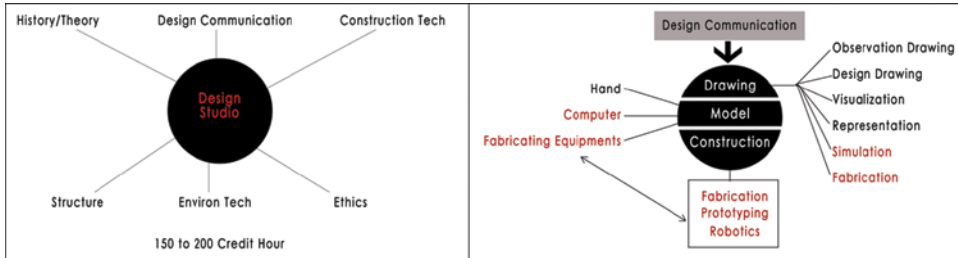 History/Theory
Design Communication
Construction Tech
Design
Studio
Structure
Environ Tech
Ethics
150 to 200 Credit Hour
Design Communication
Drawing
Model
Construction
Hand
Computer
Fabricating Equipments
Observation Drawing
Design Drawing
Visualization
Representation
Simulation
Fabrication
Fabrication
Prototyping
Robotics